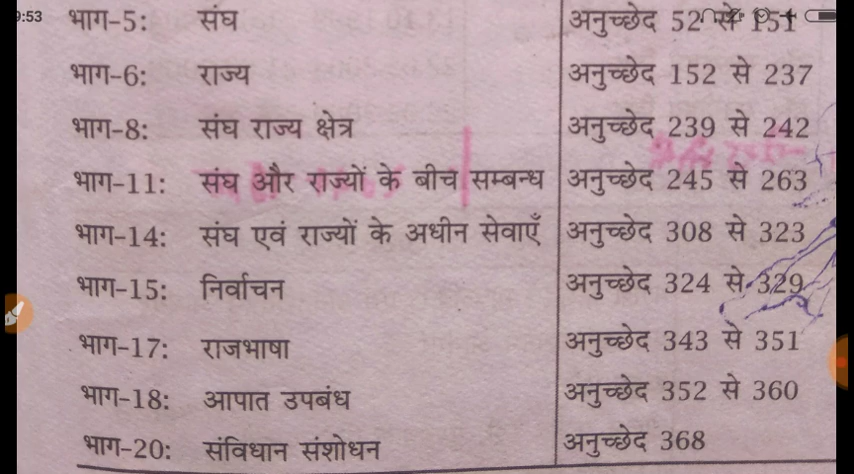 9:53
भाग-5: संघ अनुच्छेद 52 से 151
भाग-6: राज्य अनुच्छेद 152 से 237
भाग-8: संघ राज्य क्षेत्र अनुच्छेद 239 से 242
भाग-11: संघ और राज्यों के बीच सम्बन्ध अनुच्छेद 245 से 263
भाग-14: संघ एवं राज्यों के अधीन सेवाएँ अनुच्छेद 308 से 323
भाग-15: निर्वाचन अनुच्छेद 324 से 329
भाग-17: राजभाषा अनुच्छेद 343 से 351
भाग-18: आपात उपबंध अनुच्छेद 352 से 360
भाग-20: संविधान संशोधन अनुच्छेद 368